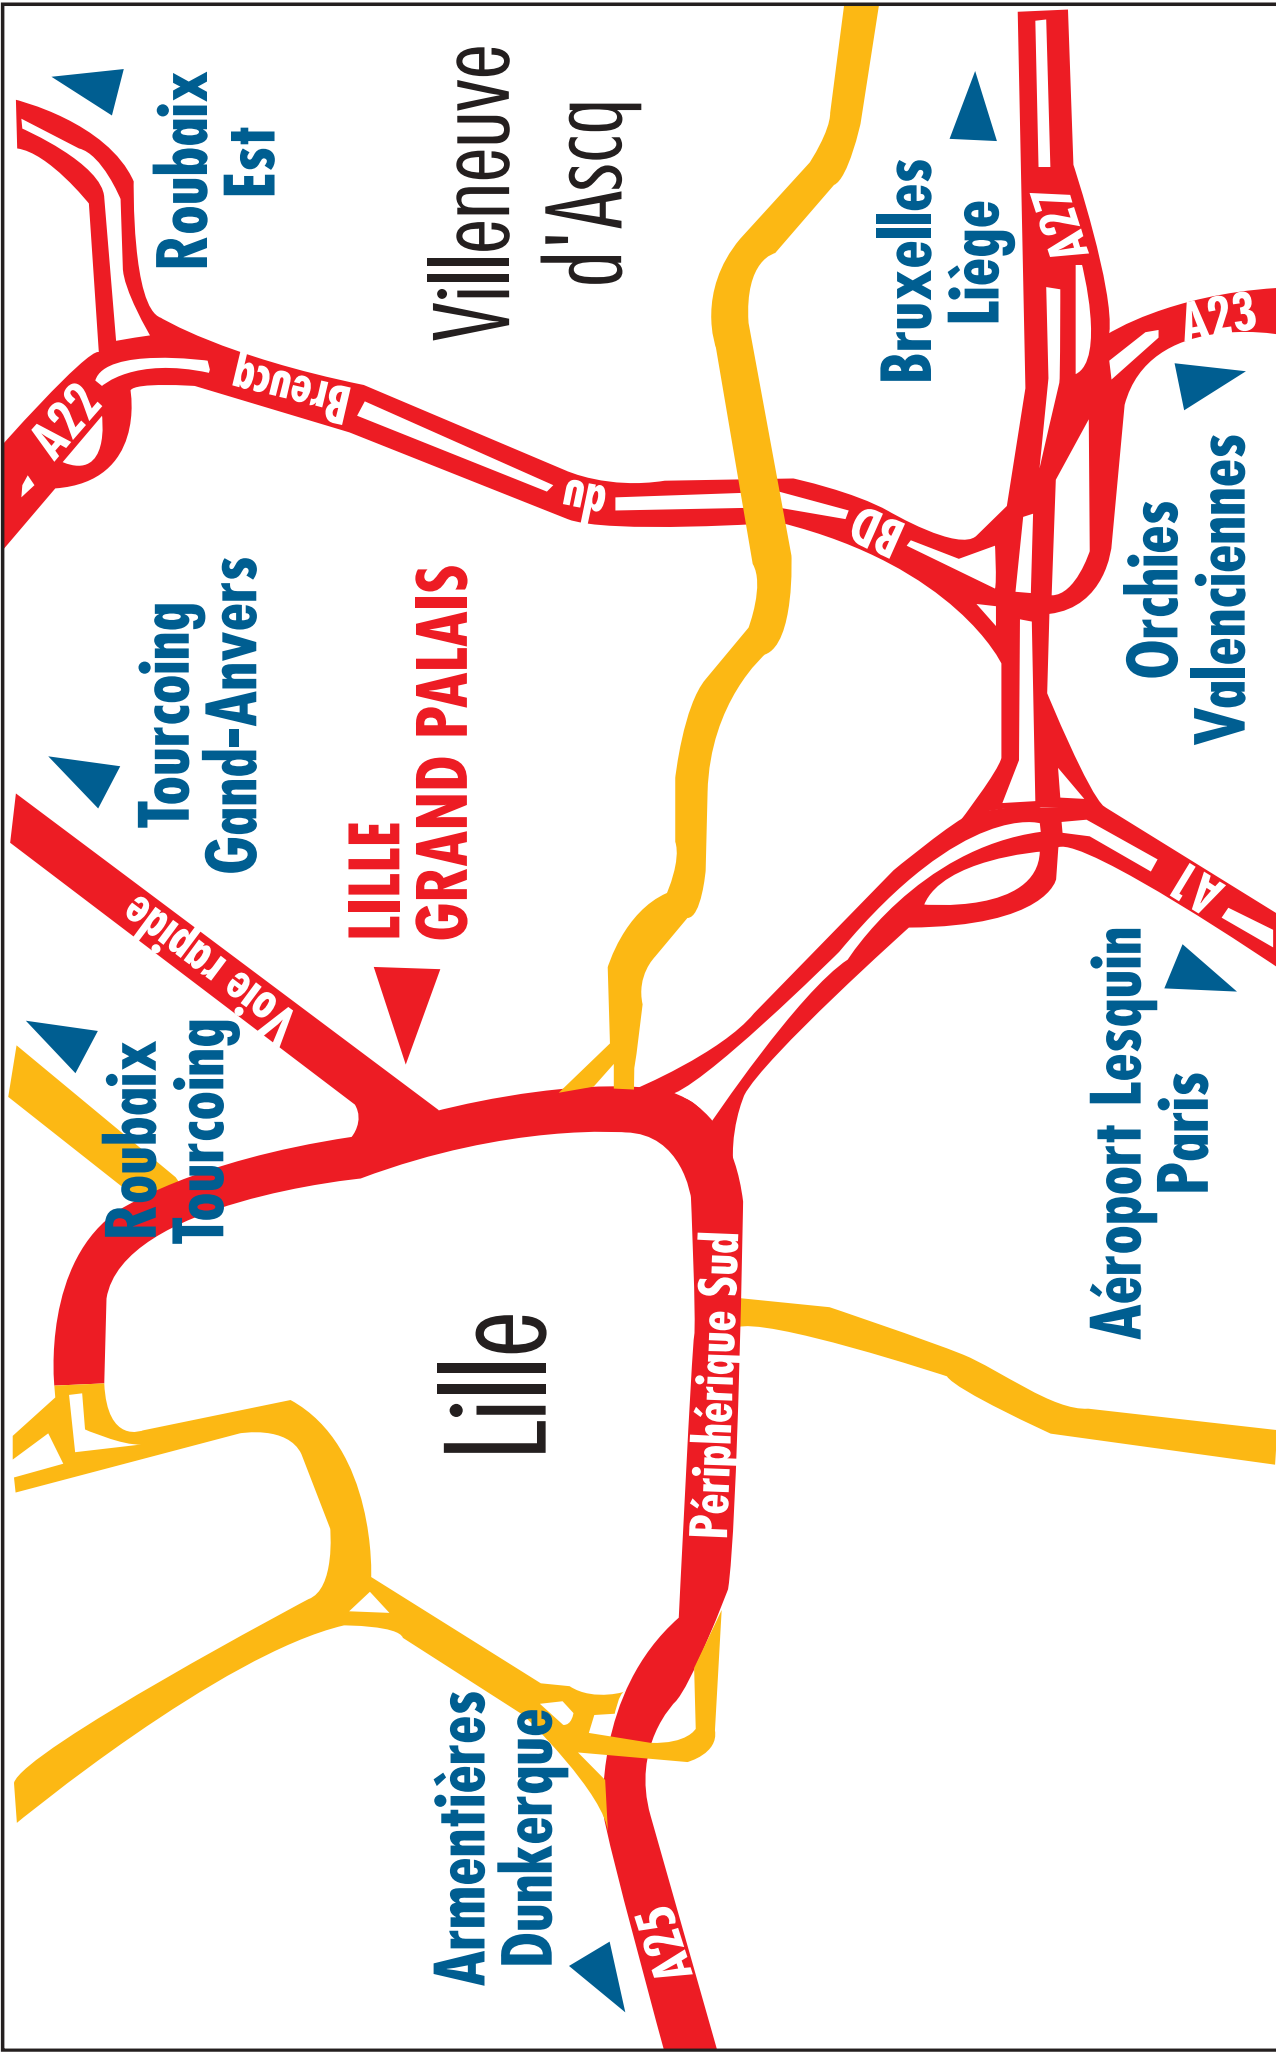 Roubaix
Tourcoing
Voie rapide
Tourcoing
Gand-Anvers
A22
Roubaix
Est
LILLE
GRAND PALAIS
Breucq
du
BD
Villeneuve
d'Ascq
Lille
Armentières
Dunkerque
A25
Périphérique Sud
Bruxelles
Liège
A27
A23
Orchies
Valenciennes
A1
Aéroport Lesquin
Paris